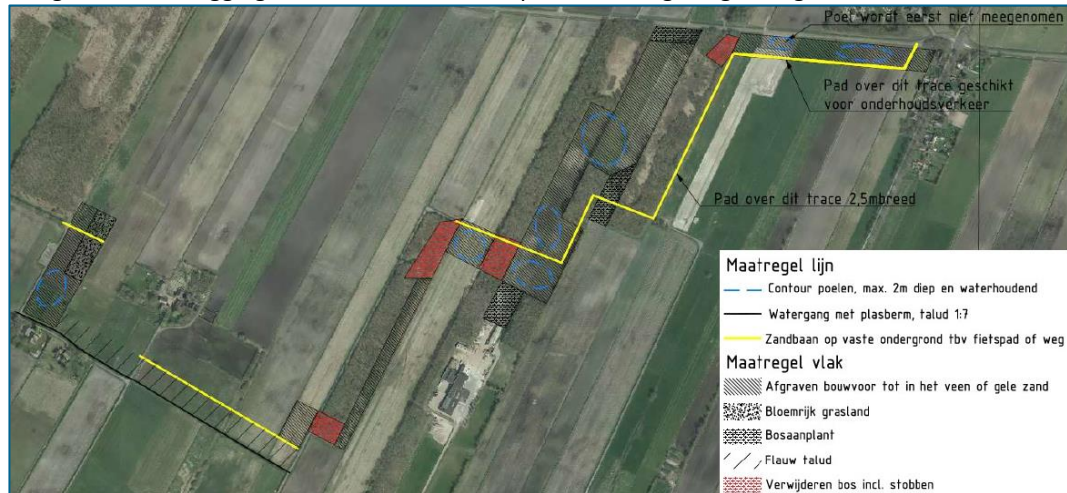 Poel wordt eerst niet meegenomen
Pad over dit trace geschikt
voor onderhoudsverkeer
Pad over dit trace 2,5mbreed
Maatregel lijn
Contour poelen, max. 2m diep en waterhoudend
Watergang met plasberm, talud 1:7
Zandbaan op vaste ondergrond tbv fietspad of weg
Maatregel vlak
Afgraven bouwvoor tot in het veen of gele zand
Bloemrijk grasland
Bosaanplant
Flauw talud
Verwijderen bos incl. stobben